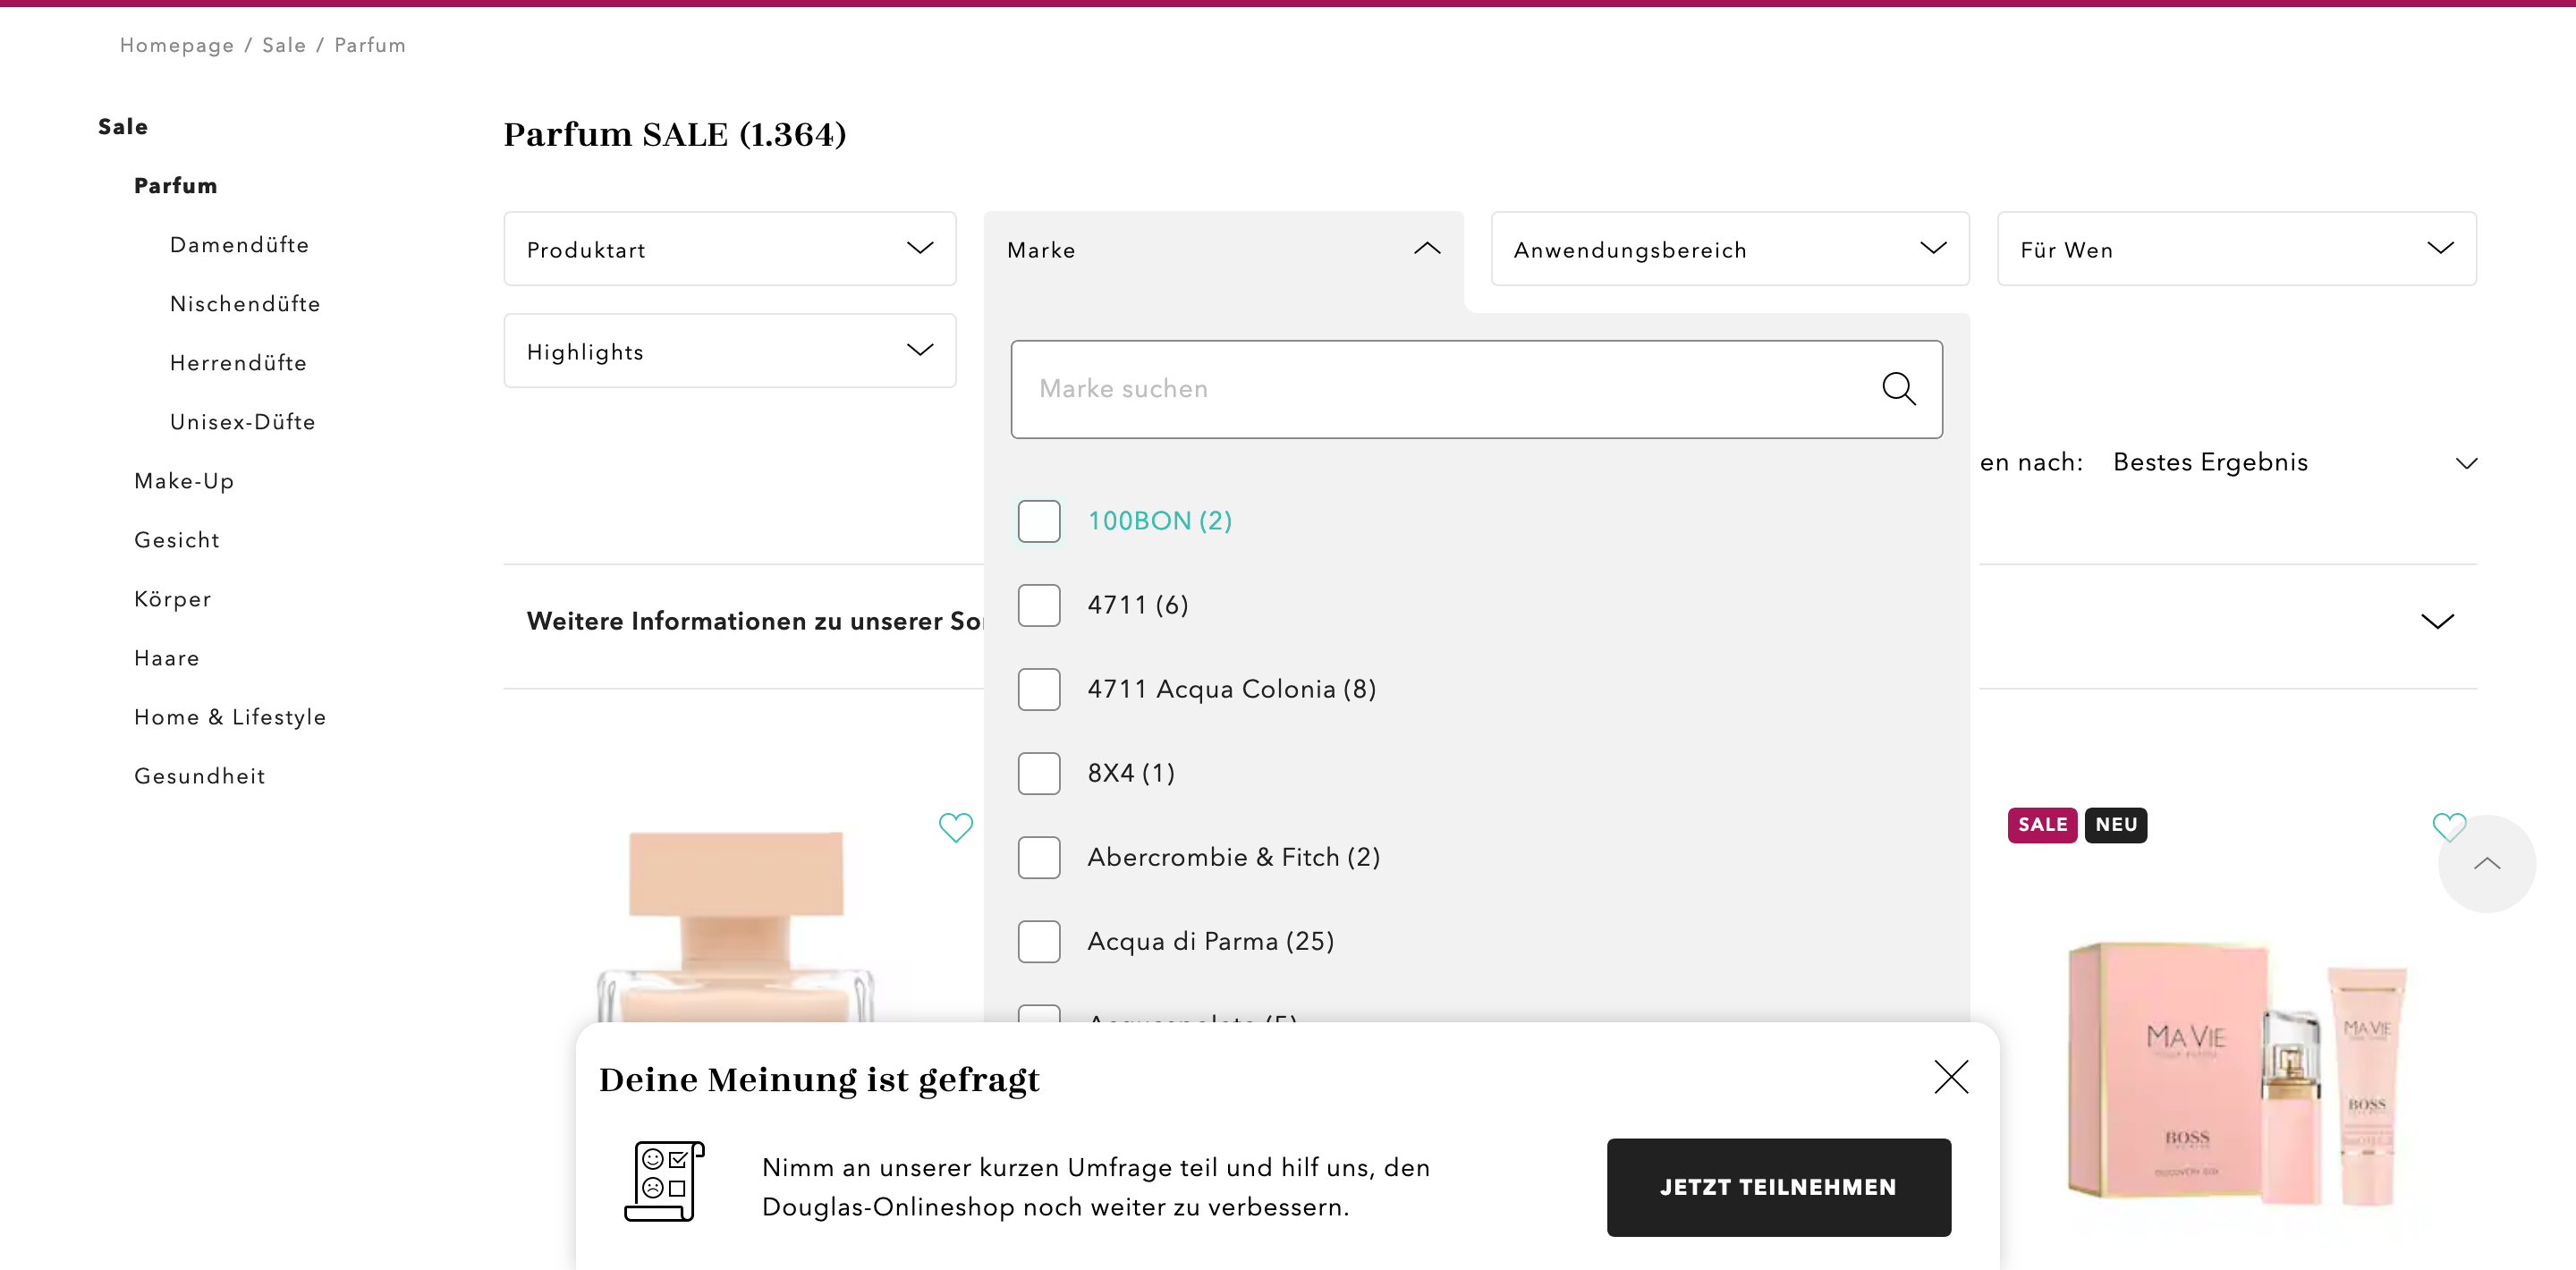 Homepage / Sale / Parfum
Sale
Parfum
Damendüfte
Nischendüfte
Herrendüfte
Unisex-Düfte
Make-Up
Gesicht
Körper
Haare
Home & Lifestyle
Gesundheit
Parfum SALE (1.364)
Produktart
Marke
Anwendungsbereich
Für Wen
Highlights
Marke suchen
en nach: Bestes Ergebnis
100BON (2)
4711 (6)
4711 Acqua Colonia (8)
8X4 (1)
Abercrombie & Fitch (2)
Acqua di Parma (25)
Weitere Informationen zu unserer
SALE NEU
MA VIE
BOSS
MA VIE
BOSS
Deine Meinung ist gefragt
Nimm an unserer kurzen Umfrage teil und hilf uns, den
Douglas-Onlineshop noch weiter zu verbessern.
JETZT TEILNEHMEN